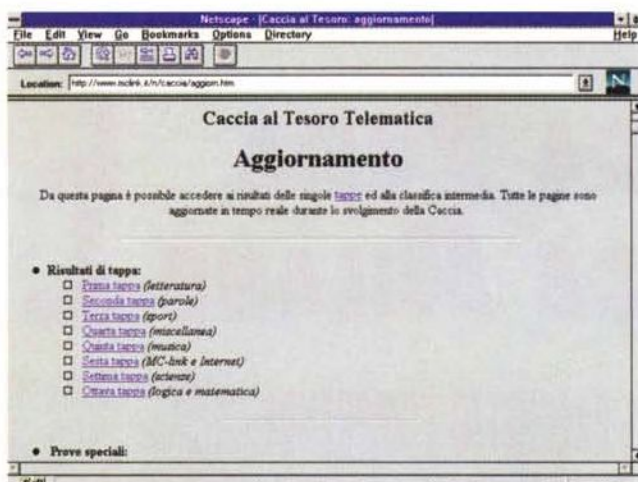 Netscape - [Caccia al Tesoro: aggiornamento]
File Edit View Go Bookmarks Options Directory Help
Location: http://www.mclink.it/n/caccia/aggiorn.htm
N
Caccia al Tesoro Telematica
Aggiornamento
Da questa pagina è possibile accedere ai risultati delle singole tappe ed alla classifica intermedia. Tutte le pagine sono
aggiornate in tempo reale durante lo svolgimento della Caccia.
Risultati di tappa:
Prima tappa (letteratura)
Seconda tappa (parole)
Terza tappa (sport)
Quarta tappa (miscellanea)
Quinta tappa (musica)
Sesta tappa (MC-link e Internet)
Settima tappa (scienze)
Ottava tappa (logica e matematica)
Prove speciali: